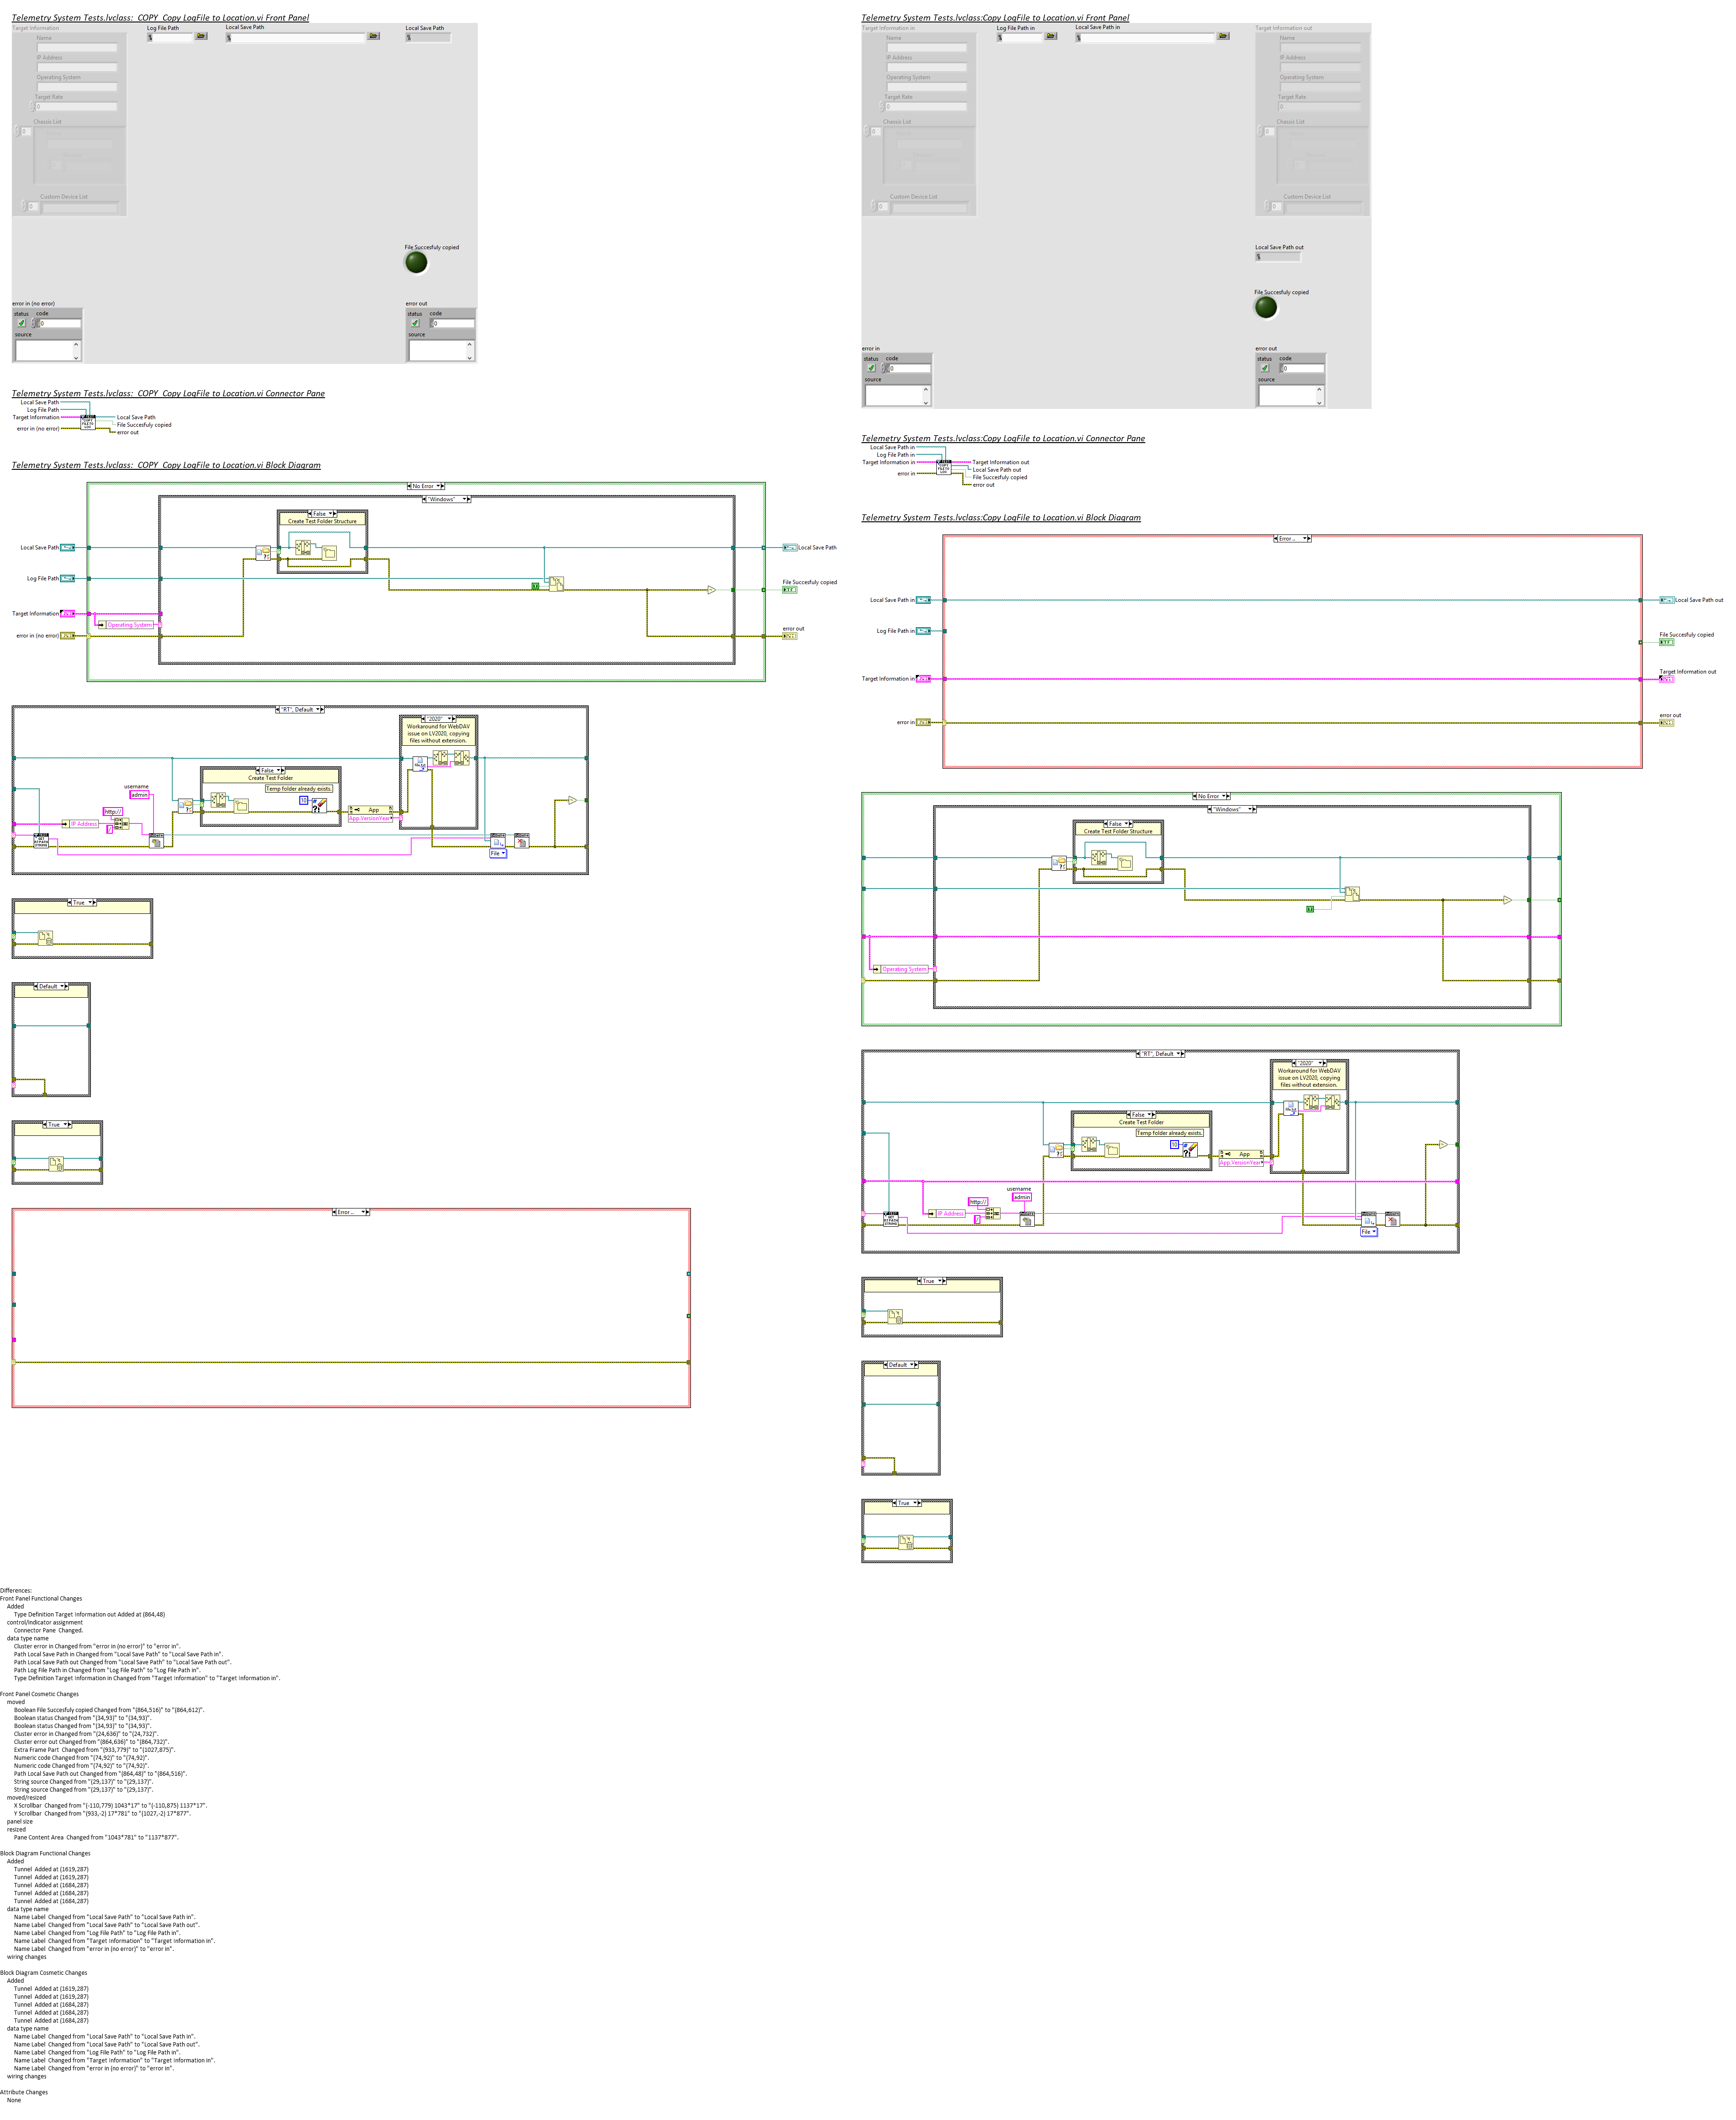 Telemetry System Tests.lvclass:  COPY  Copy LogFile to Location.vi Front Panel
Target Information
Name
IP Address
Operating System
Target Rate
0
Chassis List
0
Custom Device List
0
Log File Path
Local Save Path
Local Save Path
File Succesfuly copied
error in (no error)
status code
0
source
error out
status code
0
source
Telemetry System Tests.lvclass:  COPY  Copy LogFile to Location.vi Connector Pane
Local Save Path
Log File Path
Target Information
error in (no error)
Local Save Path
File Succesfuly copied
error out
Telemetry System Tests.lvclass:  COPY  Copy LogFile to Location.vi Block Diagram
No Error
"Windows"
False
Create Test Folder Structure
Local Save Path
Log File Path
Target Information
Operating System
error in (no error)
Local Save Path
File Succesfuly copied
error out
"RT", Default
"2020"
Workaround for WebDAV
issue on LV2020, copying
files without extension.
False
Create Test Folder
Temp folder already exists.
10
username
admin
http://
/
IP Address
App
App.VersionYear
File
True
Default
True
Error
Telemetry System Tests.lvclass:Copy LogFile to Location.vi Front Panel
Target Information in
Name
IP Address
Operating System
Target Rate
0
Chassis List
0
Custom Device List
0
Log File Path in
Local Save Path in
Target Information out
Name
IP Address
Operating System
Target Rate
0
Chassis List
0
Custom Device List
0
Local Save Path out
File Succesfuly copied
error in
status code
0
source
error out
status code
0
source
Telemetry System Tests.lvclass:Copy LogFile to Location.vi Connector Pane
Local Save Path in
Log File Path in
Target Information in
error in
Target Information out
Local Save Path out
File Succesfuly copied
error out
Telemetry System Tests.lvclass:Copy LogFile to Location.vi Block Diagram
Error
Local Save Path in
Log File Path in
Target Information in
error in
Local Save Path out
File Succesfuly copied
Target Information out
error out
No Error
"Windows"
False
Create Test Folder Structure
Operating System
"RT", Default
"2020"
Workaround for WebDAV
issue on LV2020, copying
files without extension.
False
Create Test Folder
Temp folder already exists.
10
App
App.VersionYear
username
admin
http://
/
IP Address
File
True
Default
True
Differences:
Front Panel Functional Changes
Added
Type Definition Target Information out Added at (864,48)
control/indicator assignment
Connector Pane  Changed.
data type name
Cluster error in Changed from "error in (no error)" to "error in".
Path Local Save Path in Changed from "Local Save Path" to "Local Save Path in".
Path Local Save Path out Changed from "Local Save Path" to "Local Save Path out".
Path Log File Path in Changed from "Log File Path" to "Log File Path in".
Type Definition Target Information in Changed from "Target Information" to "Target Information in".
Front Panel Cosmetic Changes
moved
Boolean File Succesfuly copied Changed from "(864,516)" to "(864,612)".
Boolean status Changed from "(34,93)" to "(34,93)".
Boolean status Changed from "(34,93)" to "(34,93)".
Cluster error in Changed from "(24,636)" to "(24,732)".
Cluster error out Changed from "(864,636)" to "(864,732)".
Extra Frame Part  Changed from "(933,779)" to "(1027,875)".
Numeric code Changed from "(74,92)" to "(74,92)".
Numeric code Changed from "(74,92)" to "(74,92)".
Path Local Save Path out Changed from "(864,48)" to "(864,516)".
String source Changed from "(29,137)" to "(29,137)".
String source Changed from "(29,137)" to "(29,137)".
moved/resized
X Scrollbar  Changed from "(-110,779) 1043*17" to "(-110,875) 1137*17".
Y Scrollbar  Changed from "(933,-2) 17*781" to "(1027,-2) 17*877".
panel size
resized
Pane Content Area  Changed from "1043*781" to "1137*877".
Block Diagram Functional Changes
Added
Tunnel  Added at (1619,287)
Tunnel  Added at (1619,287)
Tunnel  Added at (1684,287)
Tunnel  Added at (1684,287)
Tunnel  Added at (1684,287)
data type name
Name Label  Changed from "Local Save Path" to "Local Save Path in".
Name Label  Changed from "Local Save Path" to "Local Save Path out".
Name Label  Changed from "Log File Path" to "Log File Path in".
Name Label  Changed from "Target Information" to "Target Information in".
Name Label  Changed from "error in (no error)" to "error in".
wiring changes
Block Diagram Cosmetic Changes
Added
Tunnel  Added at (1619,287)
Tunnel  Added at (1619,287)
Tunnel  Added at (1684,287)
Tunnel  Added at (1684,287)
Tunnel  Added at (1684,287)
data type name
Name Label  Changed from "Local Save Path" to "Local Save Path in".
Name Label  Changed from "Local Save Path" to "Local Save Path out".
Name Label  Changed from "Log File Path" to "Log File Path in".
Name Label  Changed from "Target Information" to "Target Information in".
Name Label  Changed from "error in (no error)" to "error in".
wiring changes
Attribute Changes
None